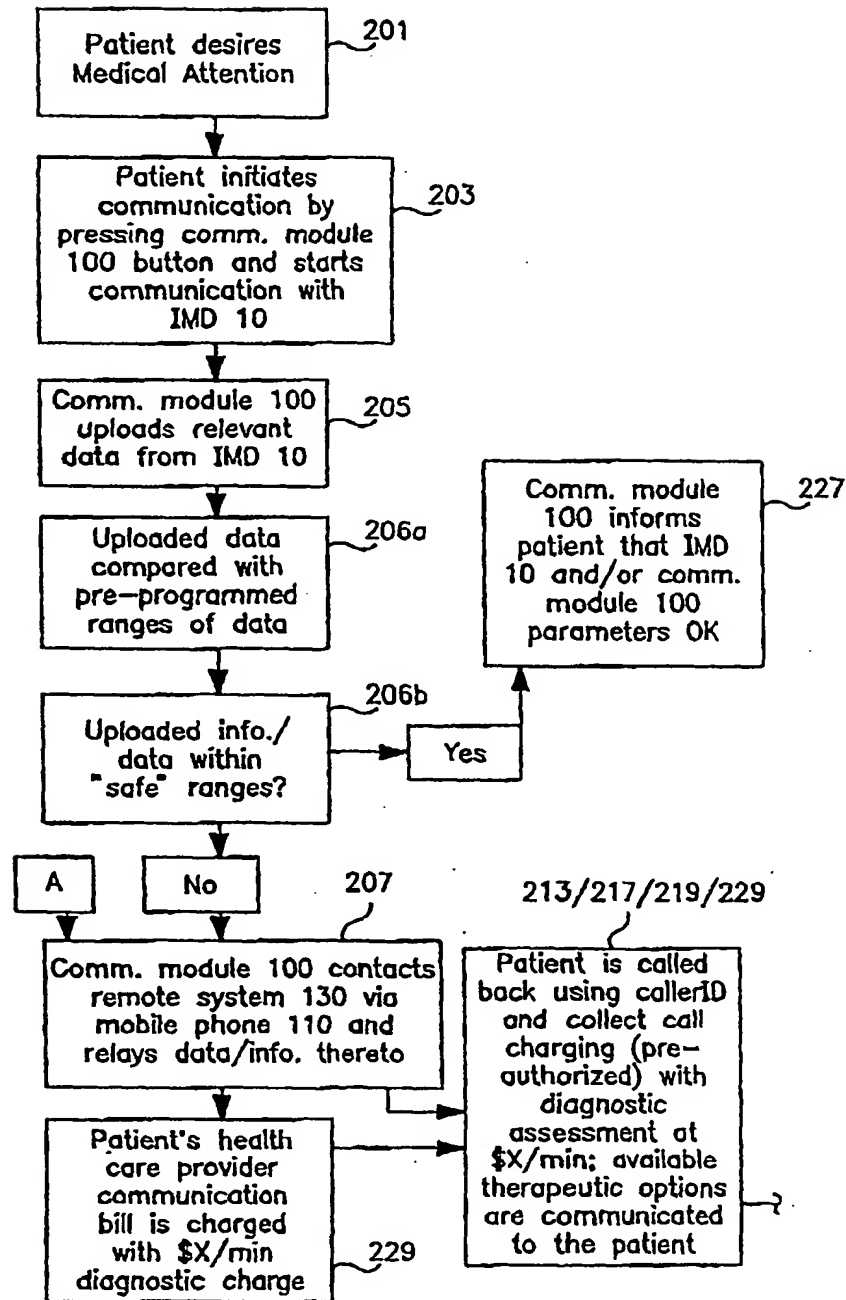 Patient desires
Medical Attention
201
Patient initiates
communication by
pressing comm. module
100 button and starts
communication with
IMD 10
203
Comm. module 100
uploads relevant
data from IMD 10
205
Uploaded data
compared with
pre-programmed
ranges of data
206a
Comm. module
100 informs
patient that IMD
10 and/or comm.
module 100
parameters OK
227
Uploaded info./
data within
"safe" ranges?
206b
Yes
A
No
207
Comm. module 100 contacts
remote system 130 via
mobile phone 110 and
relays data/info. thereto
213/217/219/229
Patient is called
back using callerID
and collect call
charging (pre-
authorized) with
diagnostic
assessment at
$X/min; available
therapeutic options
are communicated
to the patient
Patient's health
care provider
communication
bill is charged
with $X/min
diagnostic charge
229